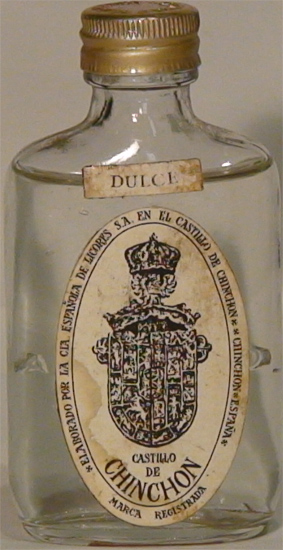 DULCE
*ELABORADO POR LA CIA. ESPAÑOLA DE LICORES S.A. EN EL CASTILLO DE CHINCHON* *CHINCHON-ESPAÑA*
CASTILLO
DE
CHINCHON
MARCA REGISTRADA